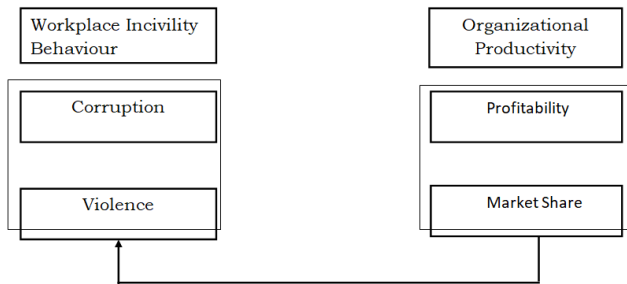 Workplace Incivility
Behaviour
Organizational
Productivity
Corruption
Profitability
Violence
Market Share